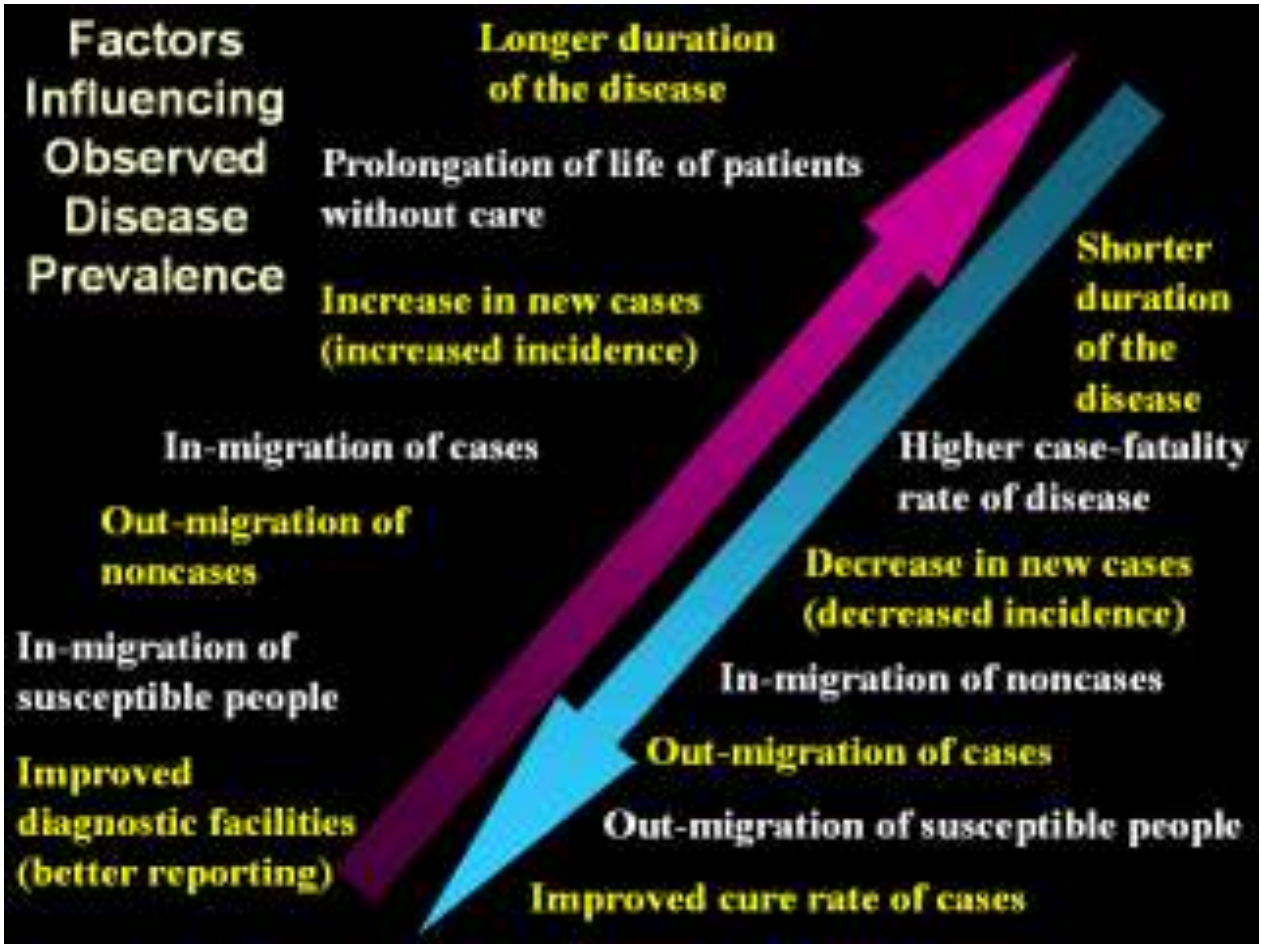 Factors
Influencing
Observed
Disease
Prevalence
Longer duration
of the disease
Prolongation of life of patients
without care
Increase in new cases
(increased incidence)
In-migration of cases
Out-migration of
noncases
In-migration of
susceptible people
Improved
diagnostic facilities
(better reporting)
Shorter
duration
of the
disease
Higher case-fatality
rate of disease
Decrease in new cases
(decreased incidence)
In-migration of noncases
Out-migration of cases
Out-migration of susceptible people
Improved cure rate of cases